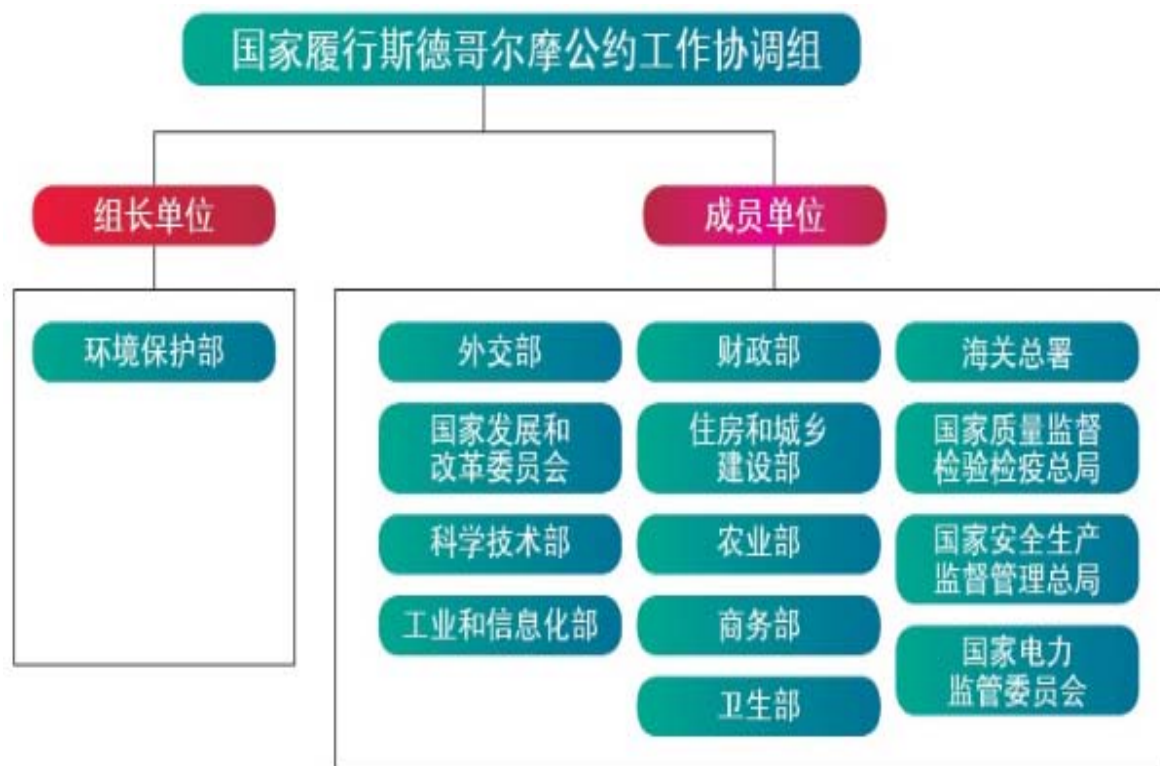 国家履行斯德哥尔摩公约工作协调组
组长单位
成员单位
环境保护部
外交部
财政部
海关总署
国家发展和
改革委员会
住房和城乡
建设部
国家质量监督
检验检疫总局
科学技术部
农业部
国家安全生产
监督管理总局
工业和信息化部
商务部
国家电力
监管委员会
卫生部